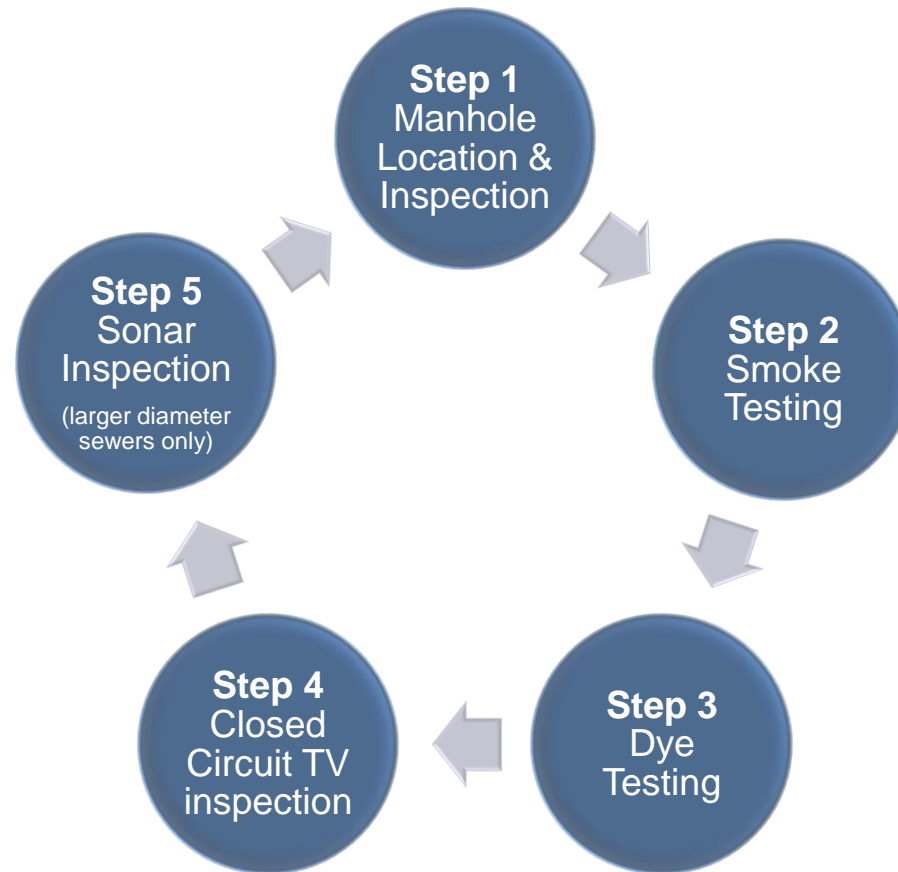 Step 1
Manhole
Location &
Inspection
Step 2
Smoke
Testing
Step 3
Dye
Testing
Step 4
Closed
Circuit TV
inspection
Step 5
Sonar
Inspection
(larger diameter
sewers only)